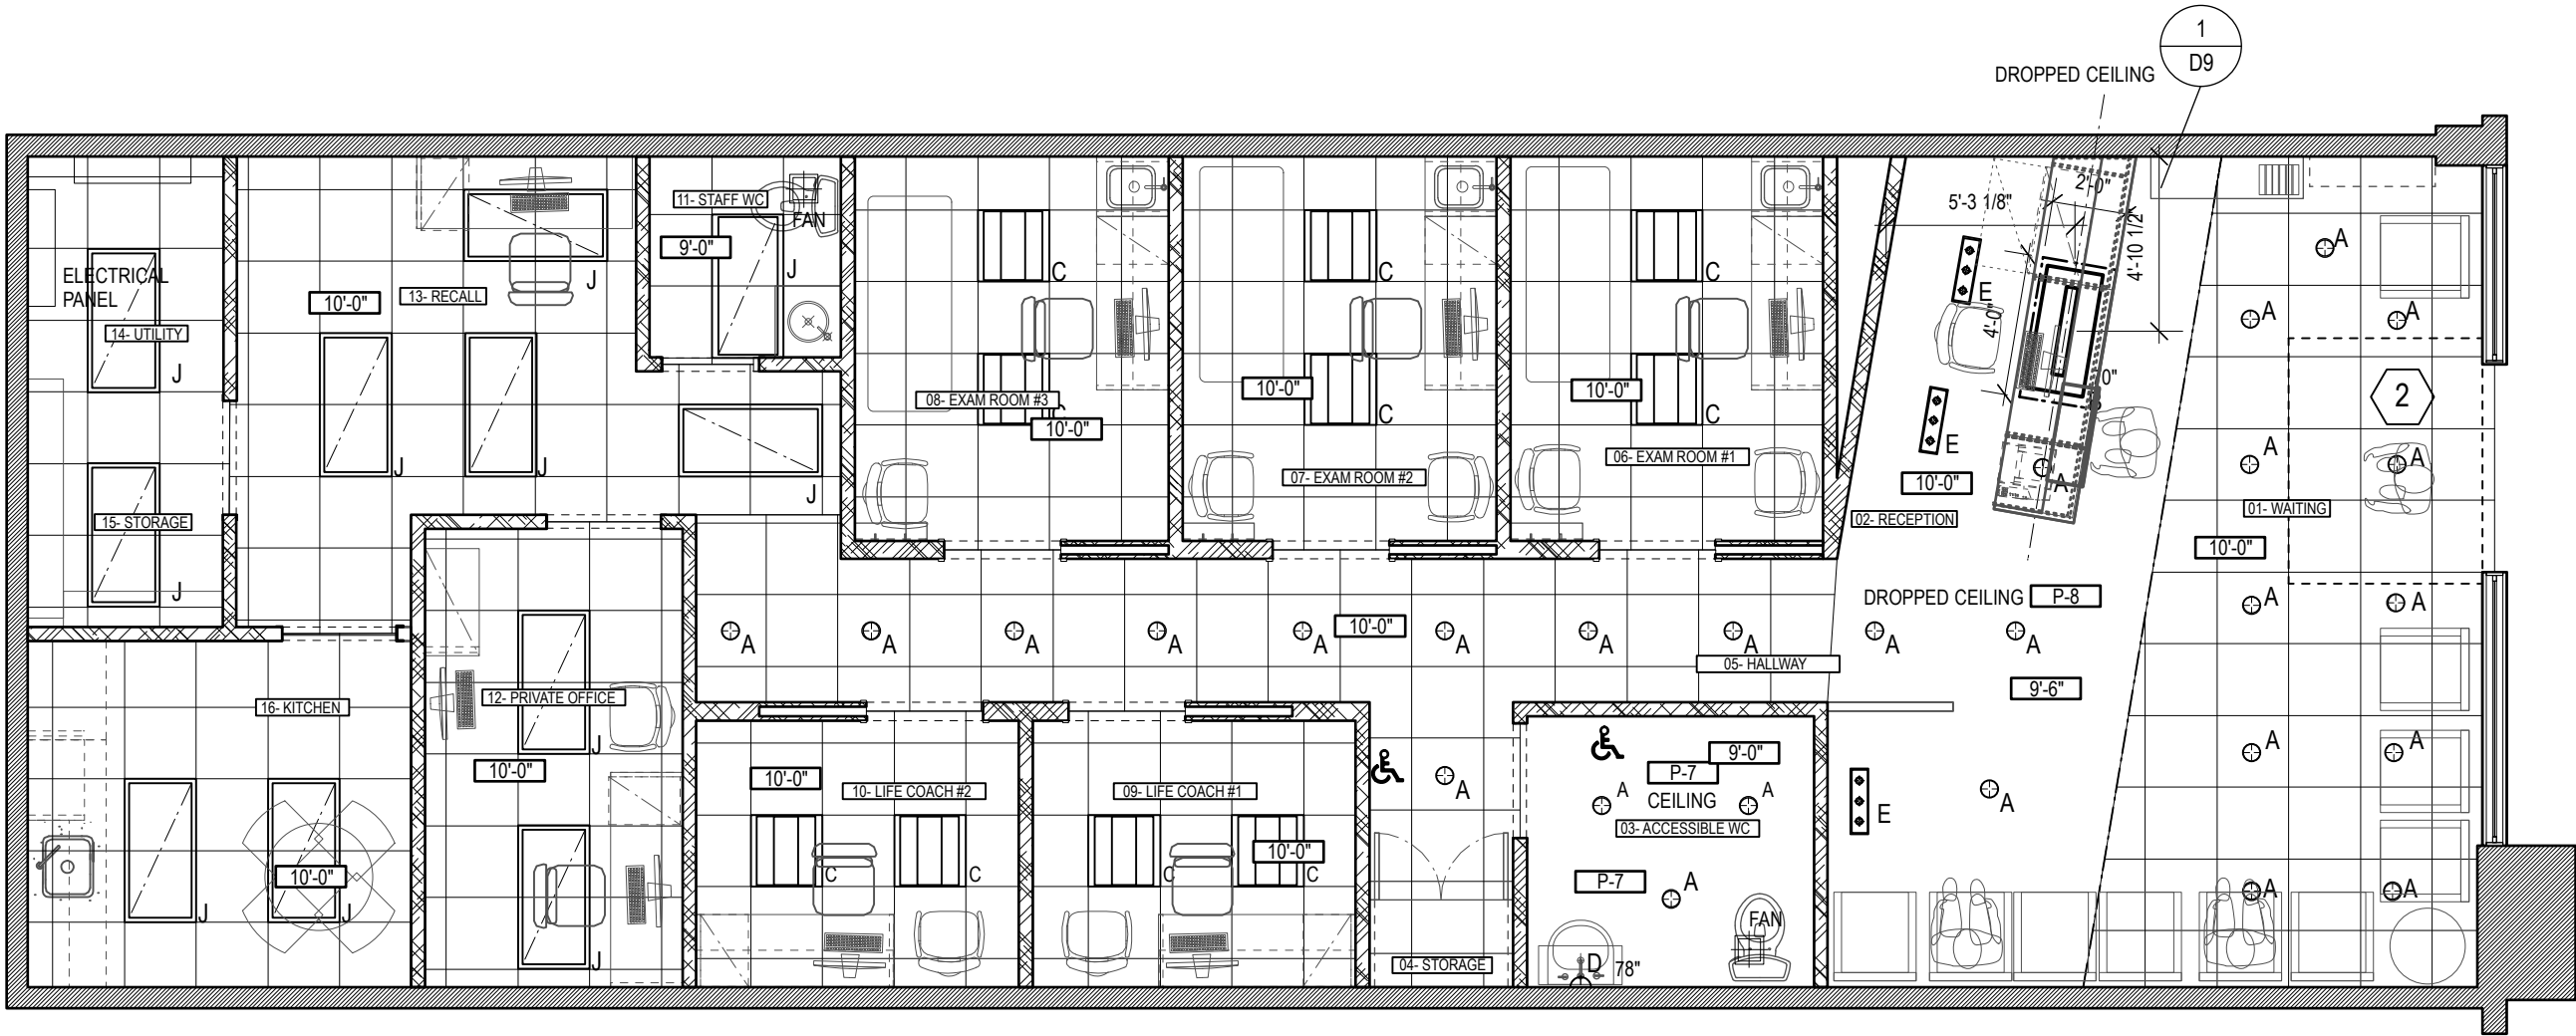 1
D9
DROPPED CEILING
2'-0"
5'-3 1/8"
4'-10 1/2"
4'-0"
11- STAFF WC
FAN
9'-0"
J
ELECTRICAL
PANEL
14- UTILITY
J
10'-0"
13- RECALL
J
J
J
J
15- STORAGE
J
08- EXAM ROOM #3
10'-0"
C
07- EXAM ROOM #2
10'-0"
C
C
06- EXAM ROOM #1
10'-0"
C
C
E
E
10'-0"
A
02- RECEPTION
A
A
A
2
A
A
01- WAITING
10'-0"
A
A
DROPPED CEILING
P-8
A
A
A
A
A
10'-0"
A
A
A
A
A
05- HALLWAY
9'-6"
16- KITCHEN
10'-0"
J
J
12- PRIVATE OFFICE
10'-0"
J
J
10'-0"
10- LIFE COACH #2
C
C
09- LIFE COACH #1
10'-0"
C
A
04- STORAGE
9'-0"
P-7
CEILING
A
A
03- ACCESSIBLE WC
P-7
A
FAN
D
78"
E
A
A
A
A
A